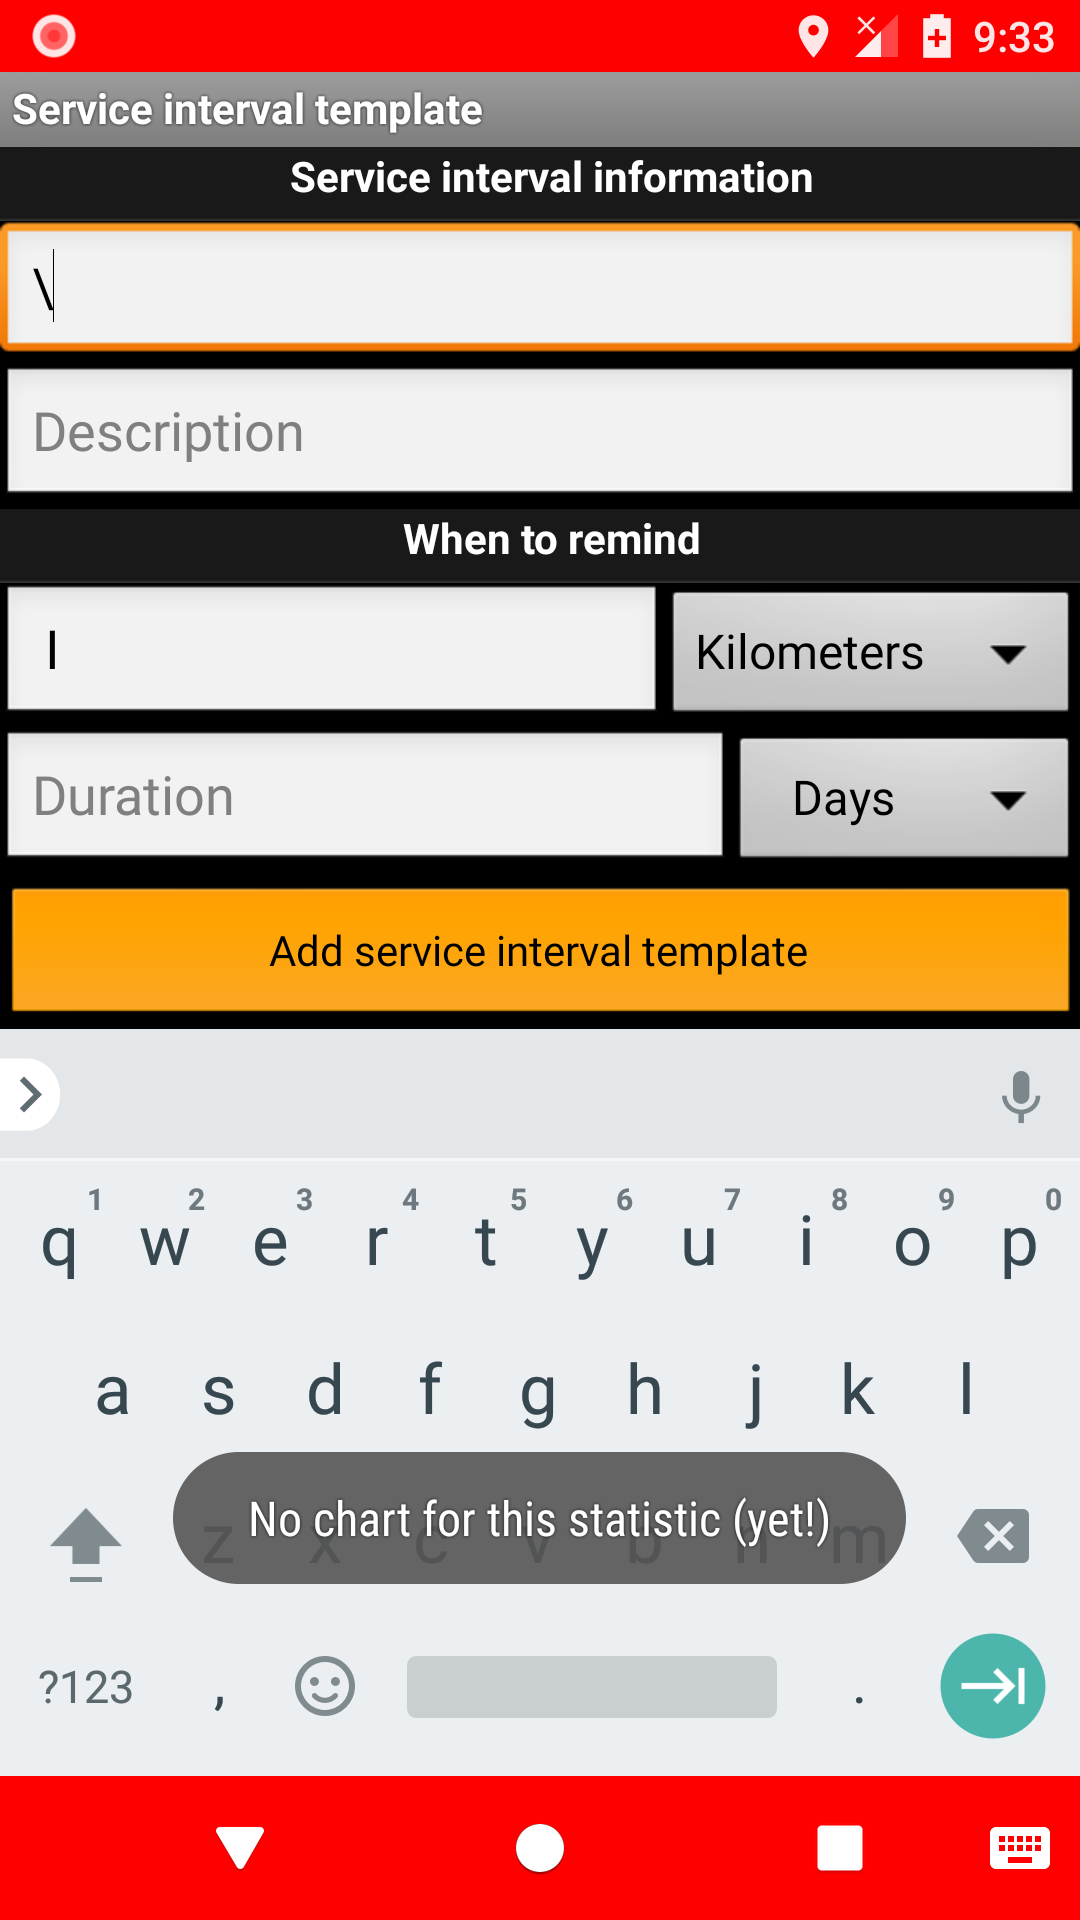 9:33
Service interval template
Service interval information
\
Description
When to remind
l
Kilometers
Duration
Days
Add service interval template
1 2 3 4 5 6 7 8 9 0
q w e r t y u i o p
a s d f g h j k l
z x c v b n m
No chart for this statistic (yet!)
?123 , .